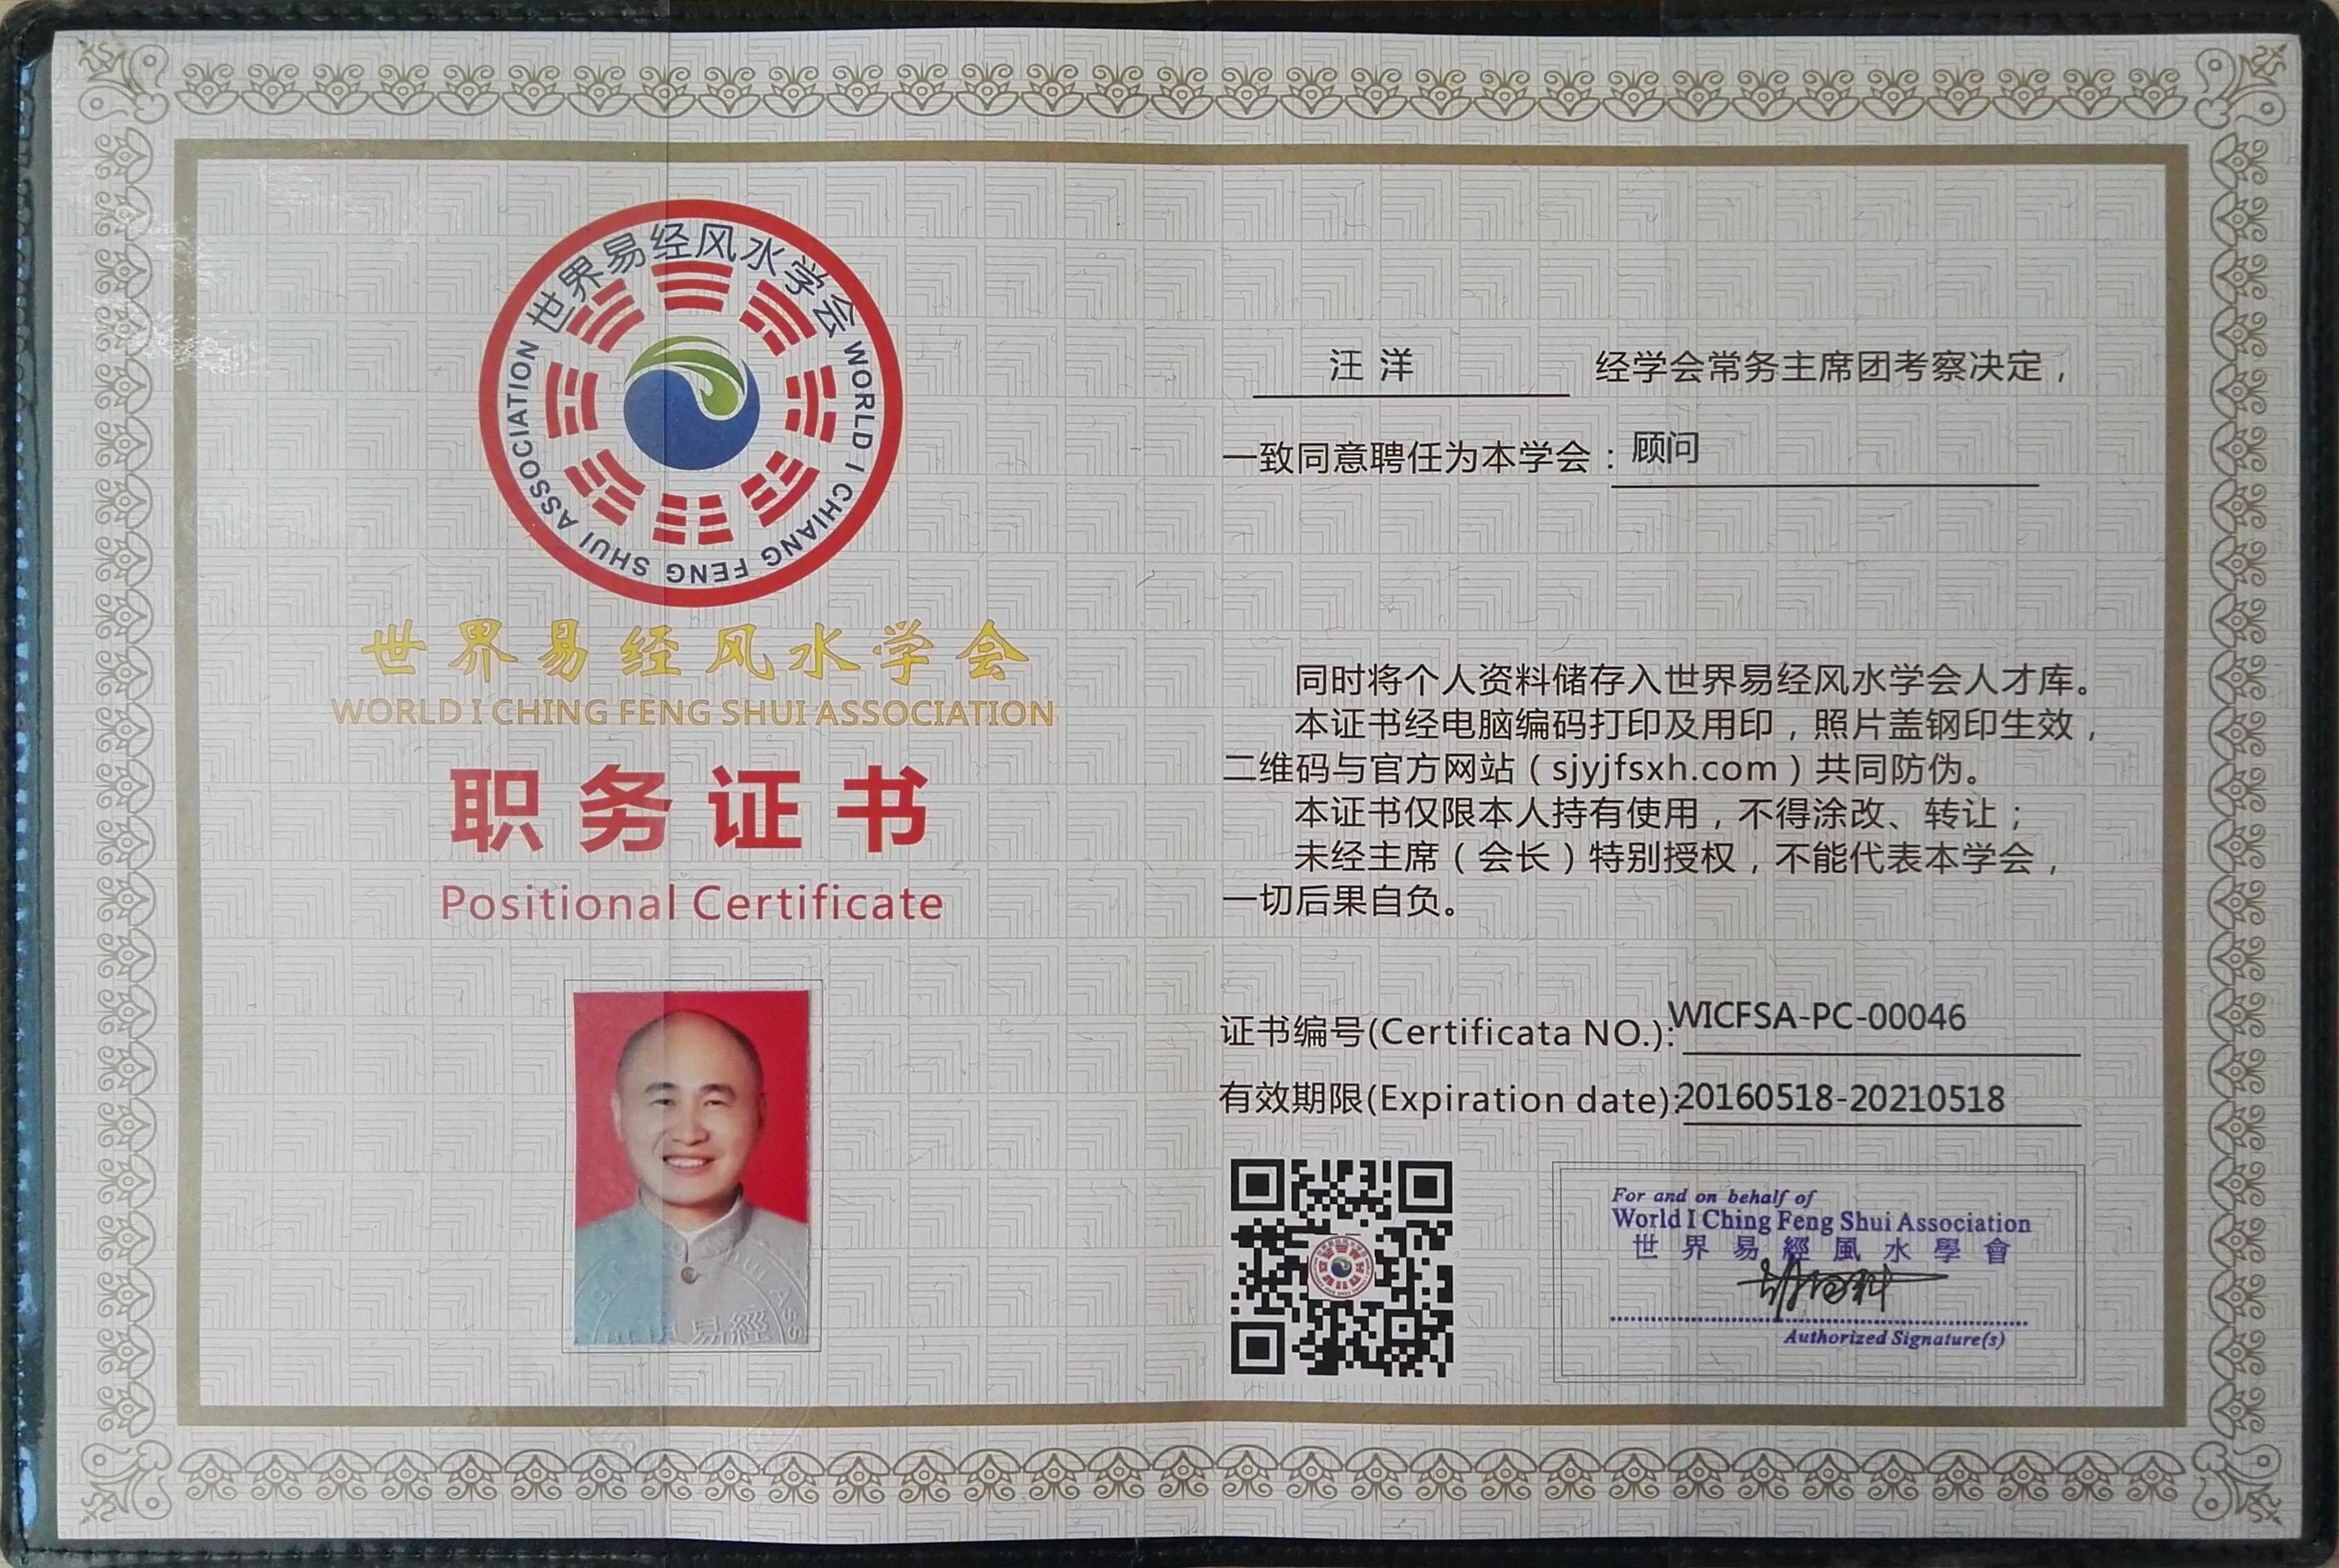 世界易经风水学会
WORLD I CHIANG FENG SHUI ASSOCIATION
世界易经风水学会
WORLD I CHING FENG SHUI ASSOCIATION
职务证书
Positional Certificate
易經
汪洋 经学会常务主席团考察决定，
一致同意聘任为本学会：顾问
同时将个人资料储存入世界易经风水学会人才库。
本证书经电脑编码打印及用印，照片盖钢印生效，
二维码与官方网站（sjyjfsxh.com）共同防伪。
本证书仅限本人持有使用，不得涂改、转让；
未经主席（会长）特别授权，不能代表本学会，
一切后果自负。
证书编号(Certificata NO.):WICFSA-PC-00046
有效期限(Expiration date):20160518-20210518
For and on behalf of
World I Ching Feng Shui Association
世界易經風水學會
Authorized Signature(s)